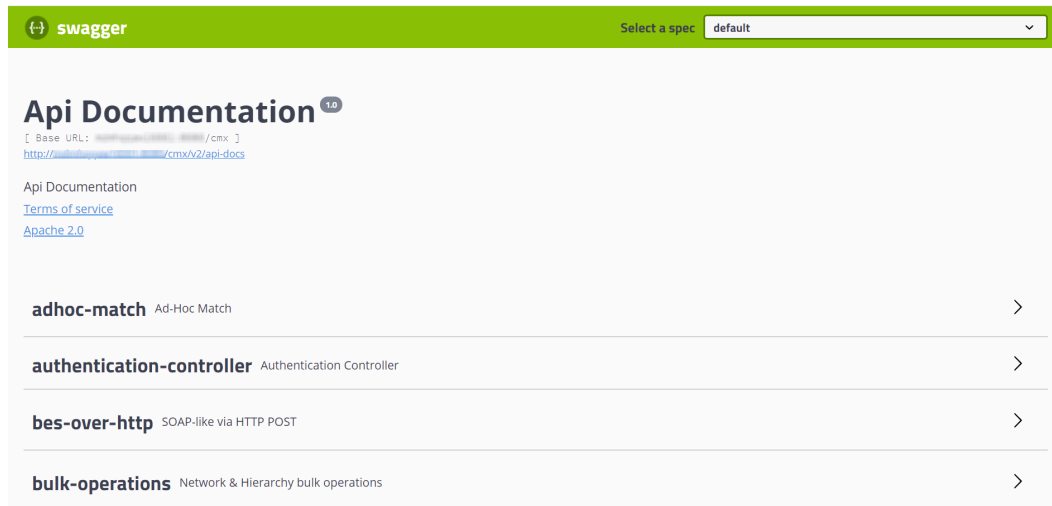 {···} swagger
Select a spec default
Api Documentation 1.0
[ Base URL: /cmx ]
http:// /cmx/v2/api-docs
Api Documentation
Terms of service
Apache 2.0
adhoc-match Ad-Hoc Match
authentication-controller Authentication Controller
bes-over-http SOAP-like via HTTP POST
bulk-operations Network & Hierarchy bulk operations